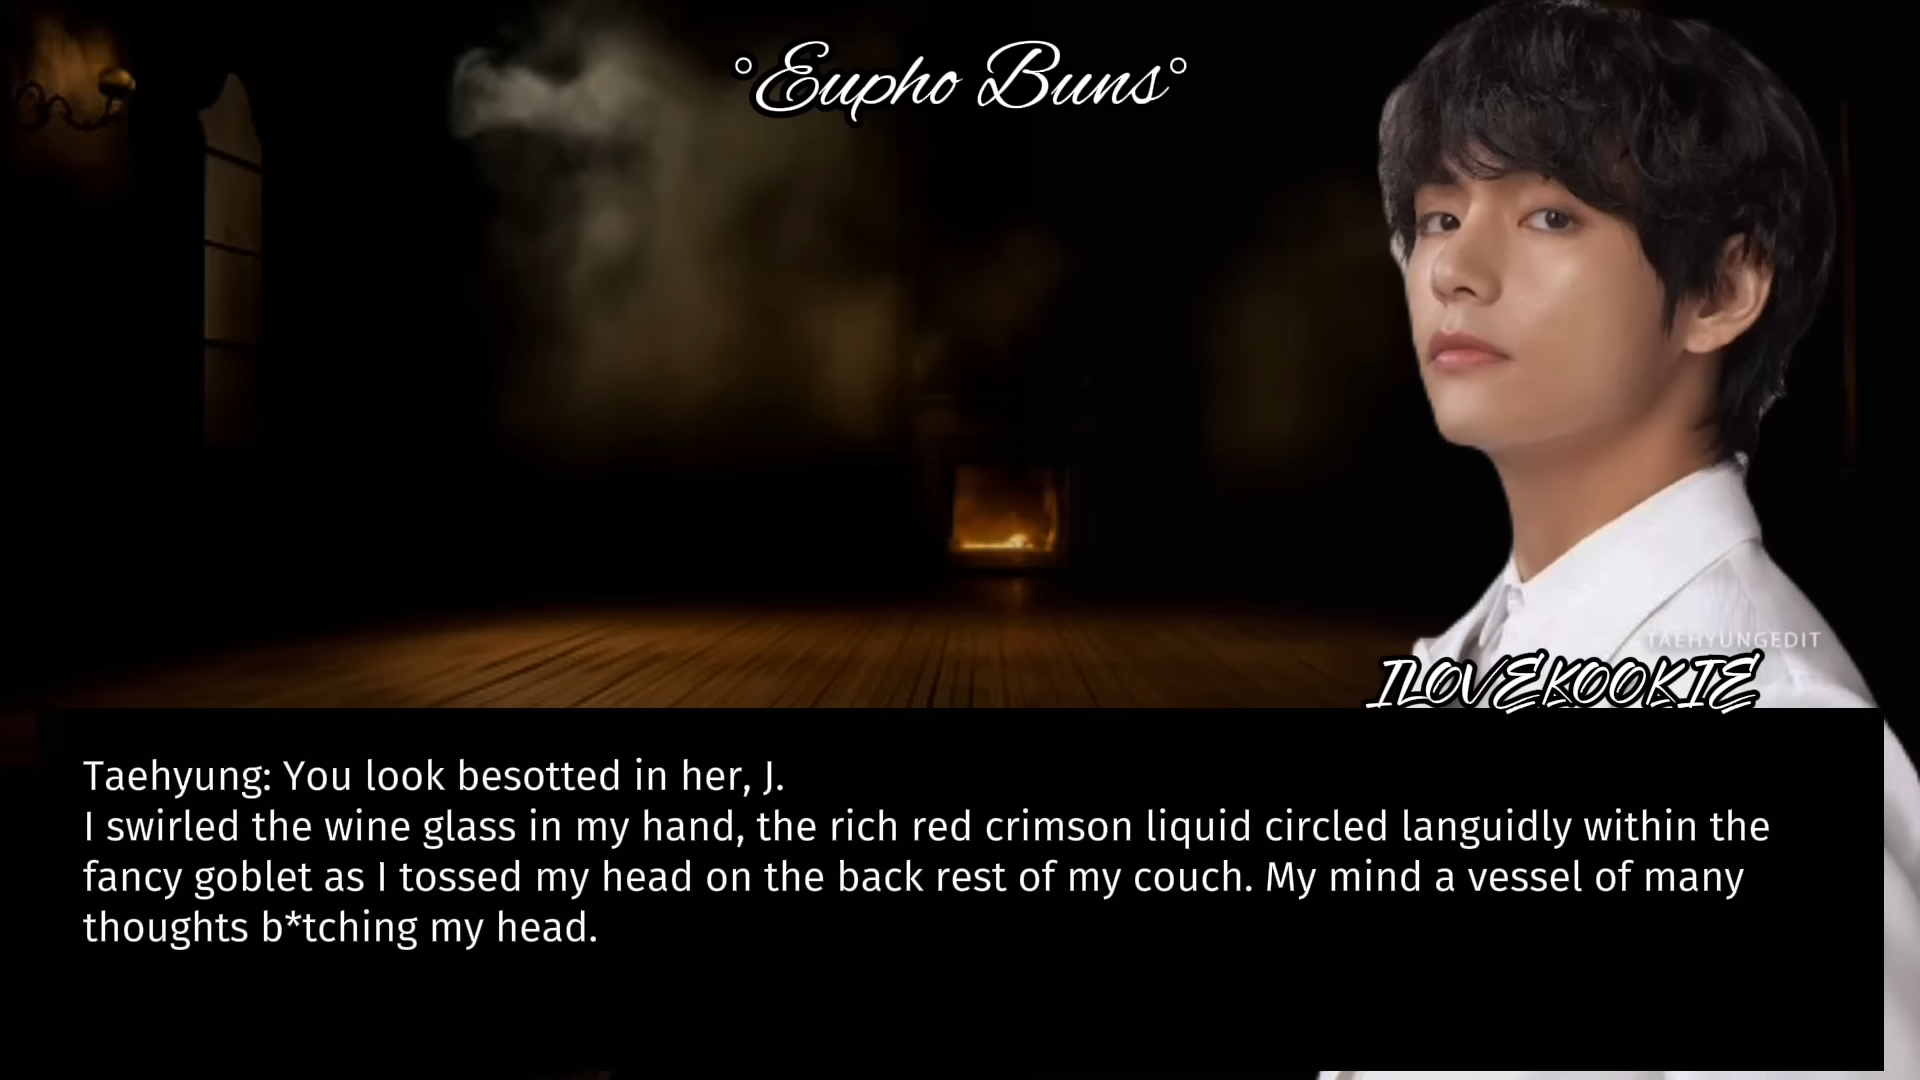 °Eupho Buns°
TAEHYUNGEDIT
ILOVEKOOKIE
Taehyung: You look besotted in her, J.
I swirled the wine glass in my hand, the rich red crimson liquid circled languidly within the
fancy goblet as I tossed my head on the back rest of my couch. My mind a vessel of many
thoughts b*tching my head.